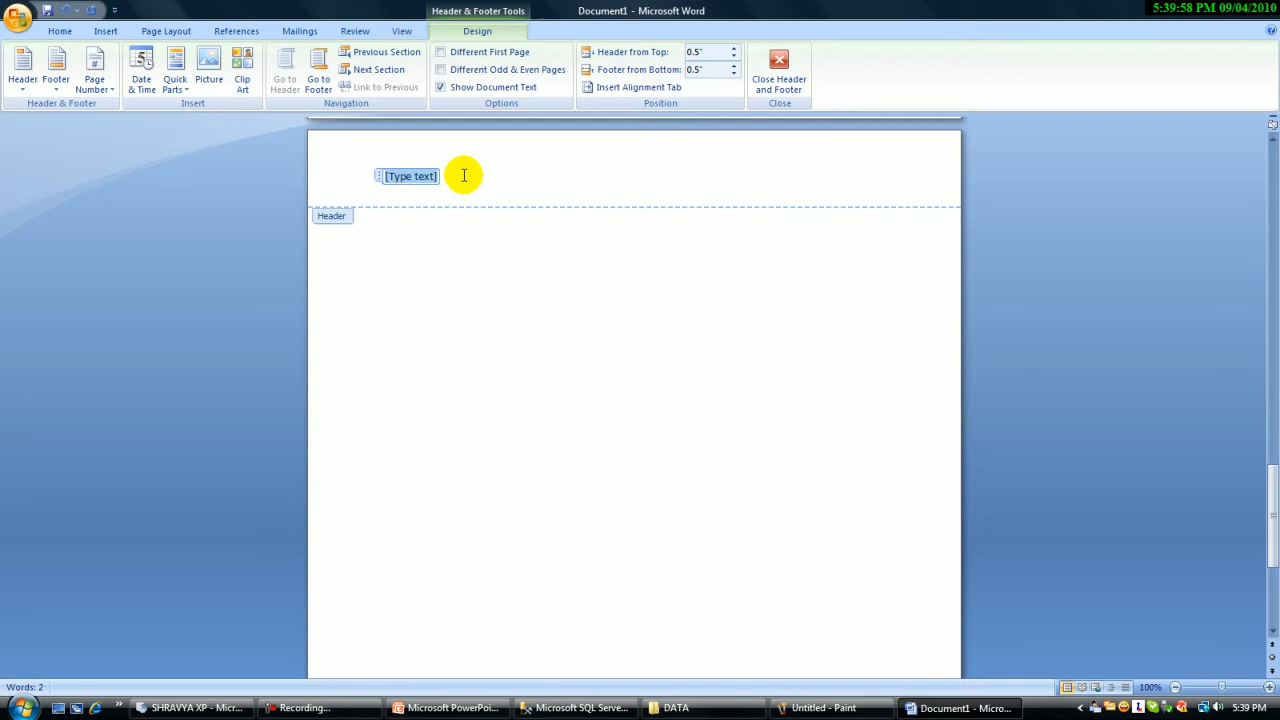 Header & Footer Tools
Document1 - Microsoft Word
5:39:58 PM 09/04/2010
Home
Insert
Page Layout
References
Mailings
Review
View
Design
Header
Footer
Page Number
Header & Footer
Date & Time
Quick Parts
Picture
Clip Art
Insert
Go to Header
Go to Footer
Previous Section
Next Section
Link to Previous
Navigation
Different First Page
Different Odd & Even Pages
Show Document Text
Options
Header from Top: 0.5"
Footer from Bottom: 0.5"
Insert Alignment Tab
Position
Close Header and Footer
Close
[Type text]
Header
Words: 2
100%
SHRAVYA XP - Micr...
Recording...
Microsoft PowerPoi...
Microsoft SQL Serve...
DATA
Untitled - Paint
Document1 - Micro...
5:39 PM